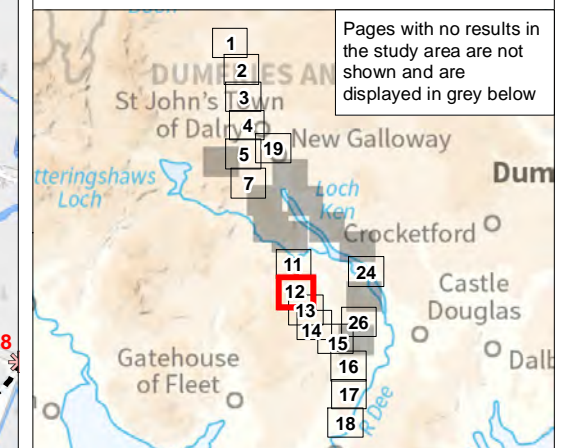 Pages with no results in
the study area are not
shown and are
displayed in grey below
1
2
DUMFRIES AN
3
St John's Town
of Dalry
4
19
New Galloway
5
tteringshaws
Loch
7
Loch
Ken
Dum
Crocketford
11
24
12
Castle
Douglas
13
26
14
8
15
Gatehouse
of Fleet
16
Dalb
17
R Dee
18